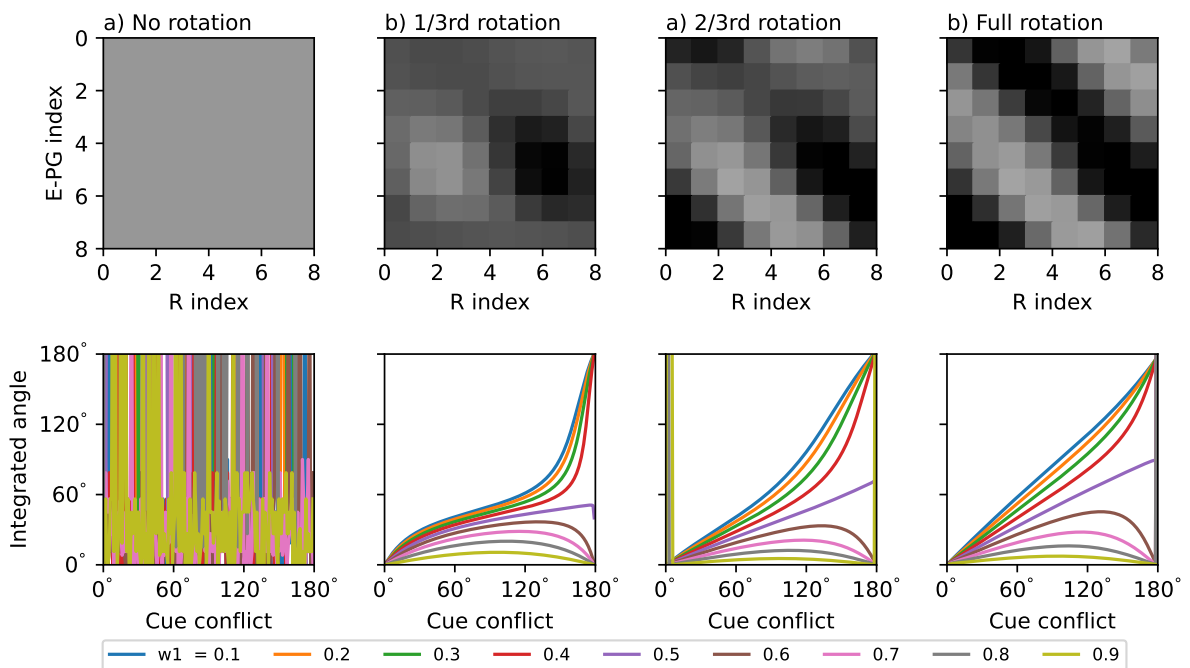 a) No rotation
b) 1/3rd rotation
a) 2/3rd rotation
b) Full rotation
E-PG index
0
2
4
6
8
0 2 4 6 8
0 2 4 6 8
0 2 4 6 8
0 2 4 6 8
R index
R index
R index
R index
Integrated angle
180°
120°
60°
0°
0° 60° 120° 180°
0° 60° 120° 180°
0° 60° 120° 180°
0° 60° 120° 180°
Cue conflict
Cue conflict
Cue conflict
Cue conflict
w1 = 0.1 0.2 0.3 0.4 0.5 0.6 0.7 0.8 0.9